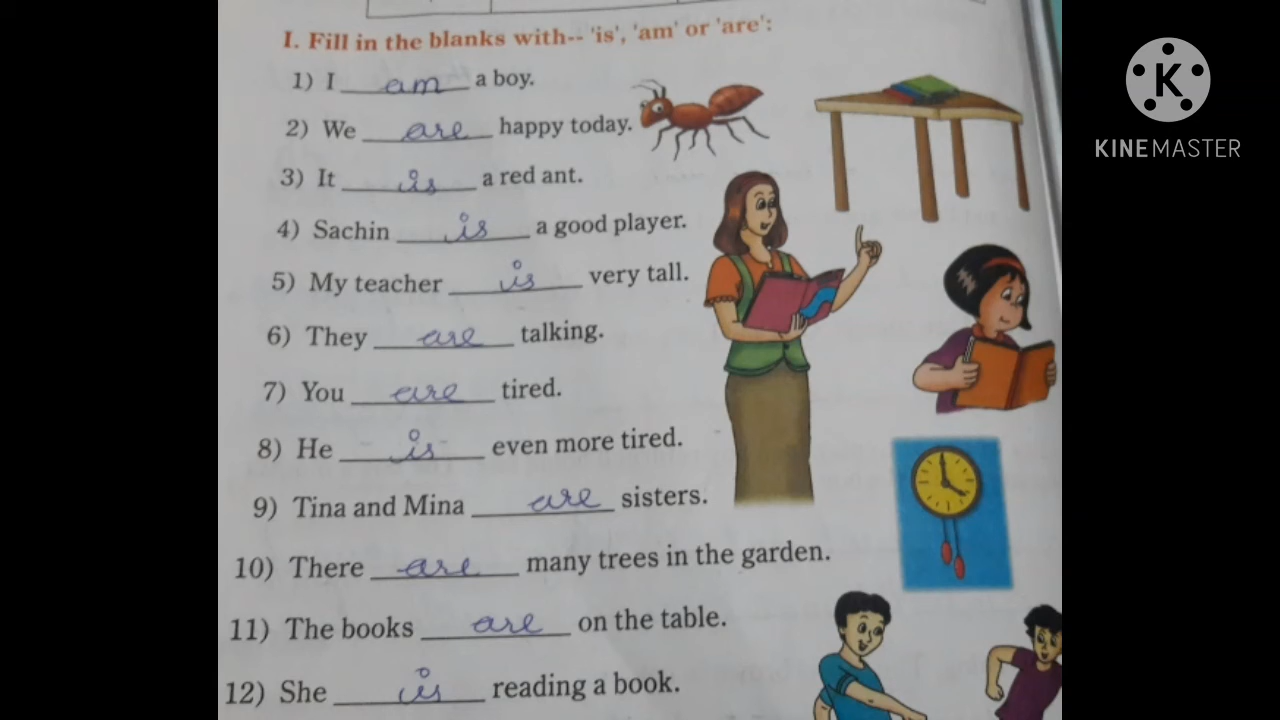 I. Fill in the blanks with-- 'is', 'am' or 'are':
1) I am a boy.
2) We are happy today.
3) It is a red ant.
4) Sachin is a good player.
5) My teacher is very tall.
6) They are talking.
7) You are tired.
8) He is even more tired.
9) Tina and Mina are sisters.
10) There are many trees in the garden.
11) The books are on the table.
12) She is reading a book.
K
KINEMASTER